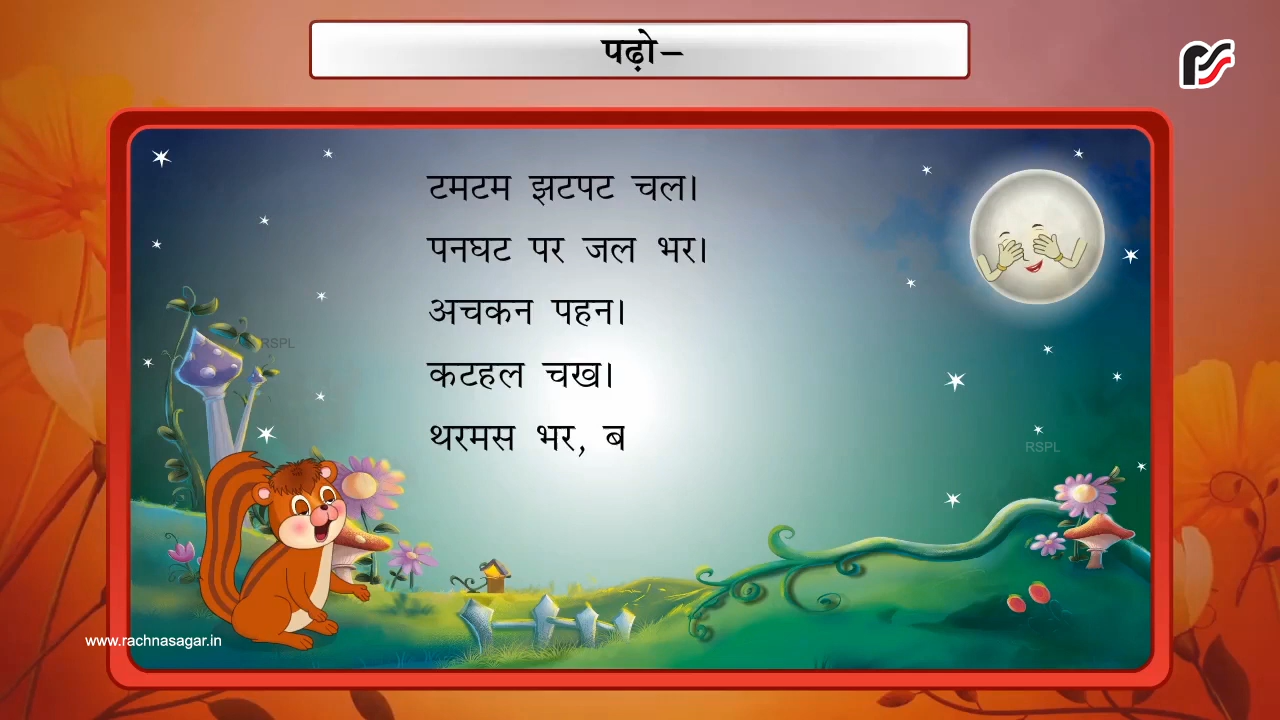 पढ़ो–
टमटम झटपट चल।
पनघट पर जल भर।
अचकन पहन।
कटहल चख।
थरमस भर, ब
RSPL
RSPL
www.rachnasagar.in